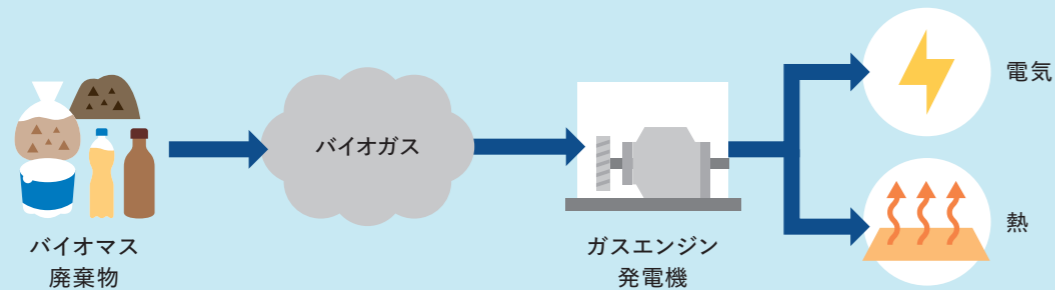 バイオマス
廃棄物
バイオガス
ガスエンジン
発電機
電気
熱